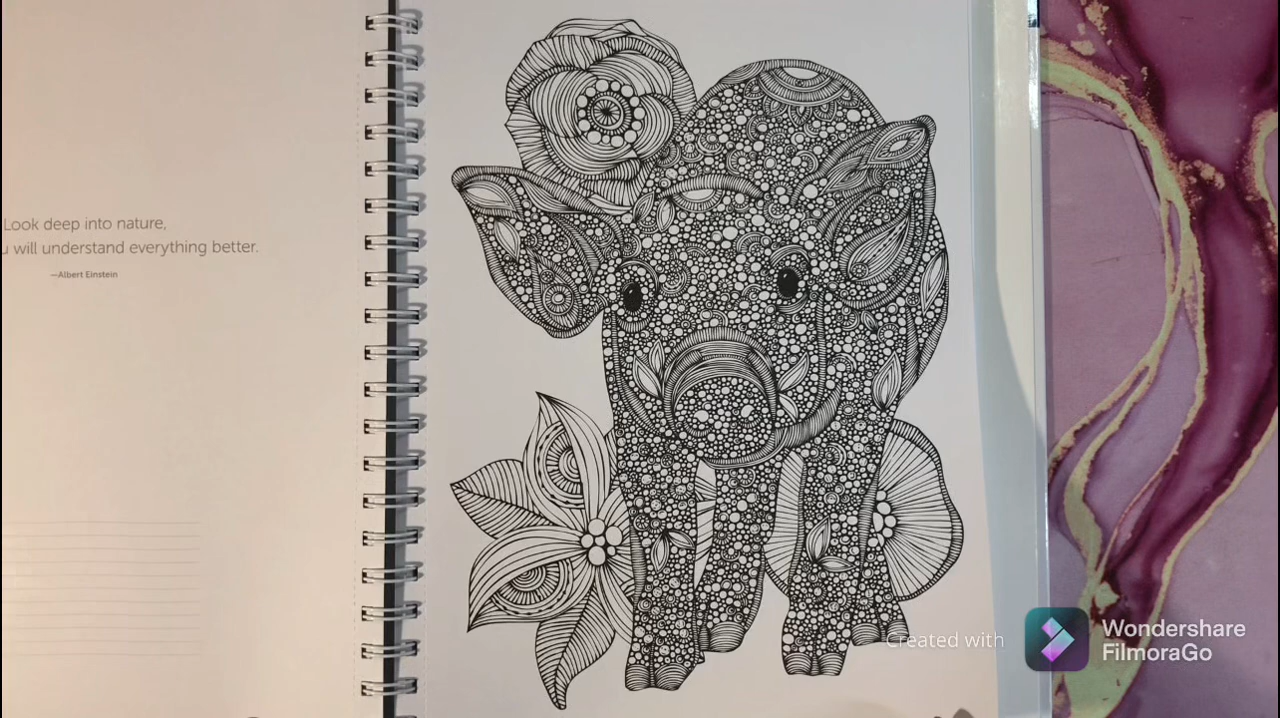 Look deep into nature,
u will understand everything better.
—Albert Einstein
Created with
Wondershare
FilmoraGo